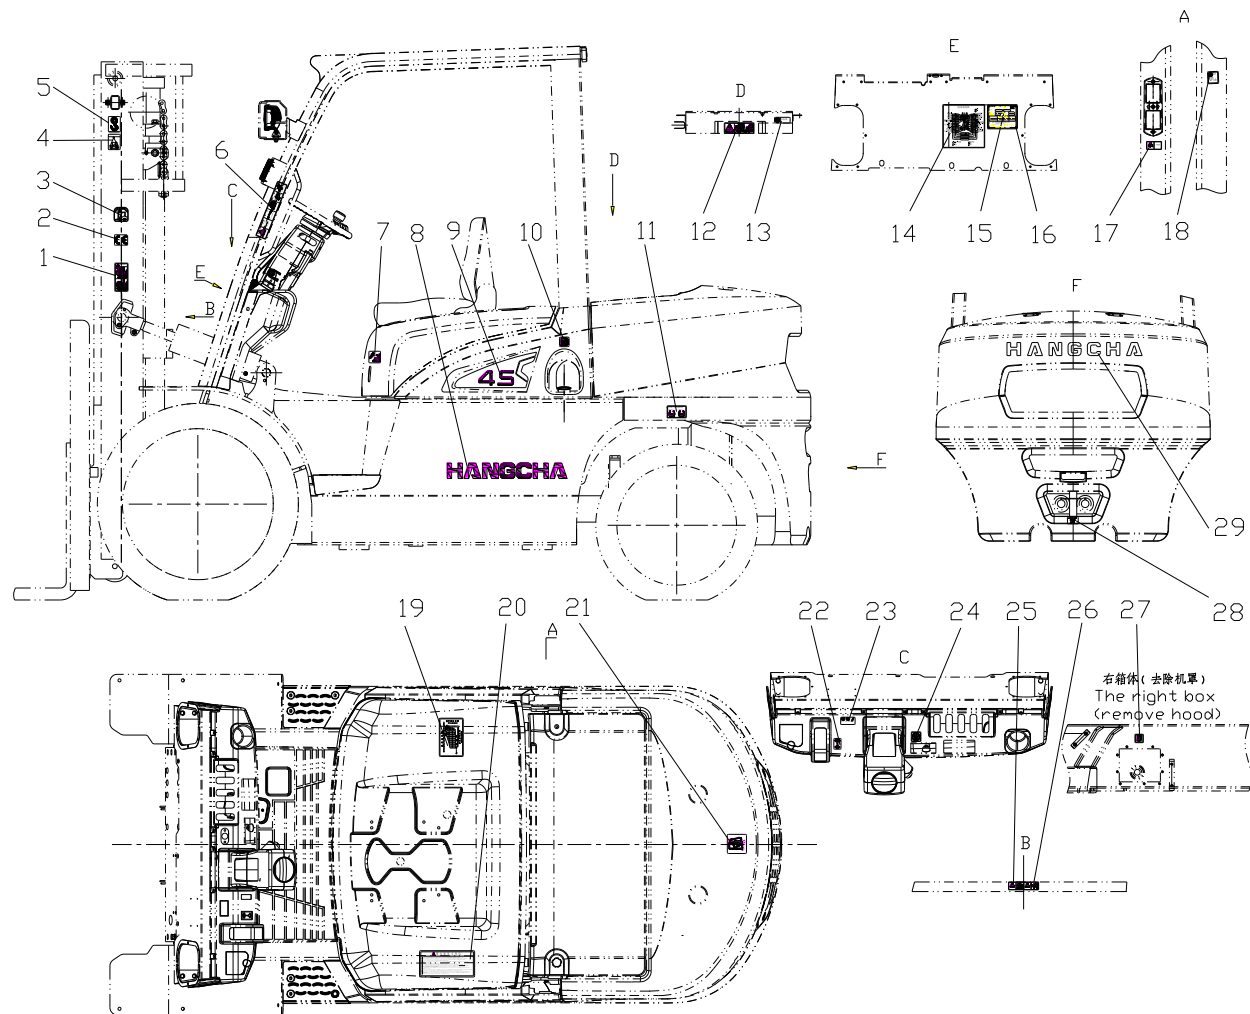 A
E
D
5
4
3
2
1
6
C
E
B
7
8
9
10
D
11
12
13
14
15
16
17
18
F
HANGCHA
45
HANGCHA
F
29
28
19
20
21
A
22
23
24
25
26
27
C
右箱体(去除机罩)
The right box
(remove hood)
B